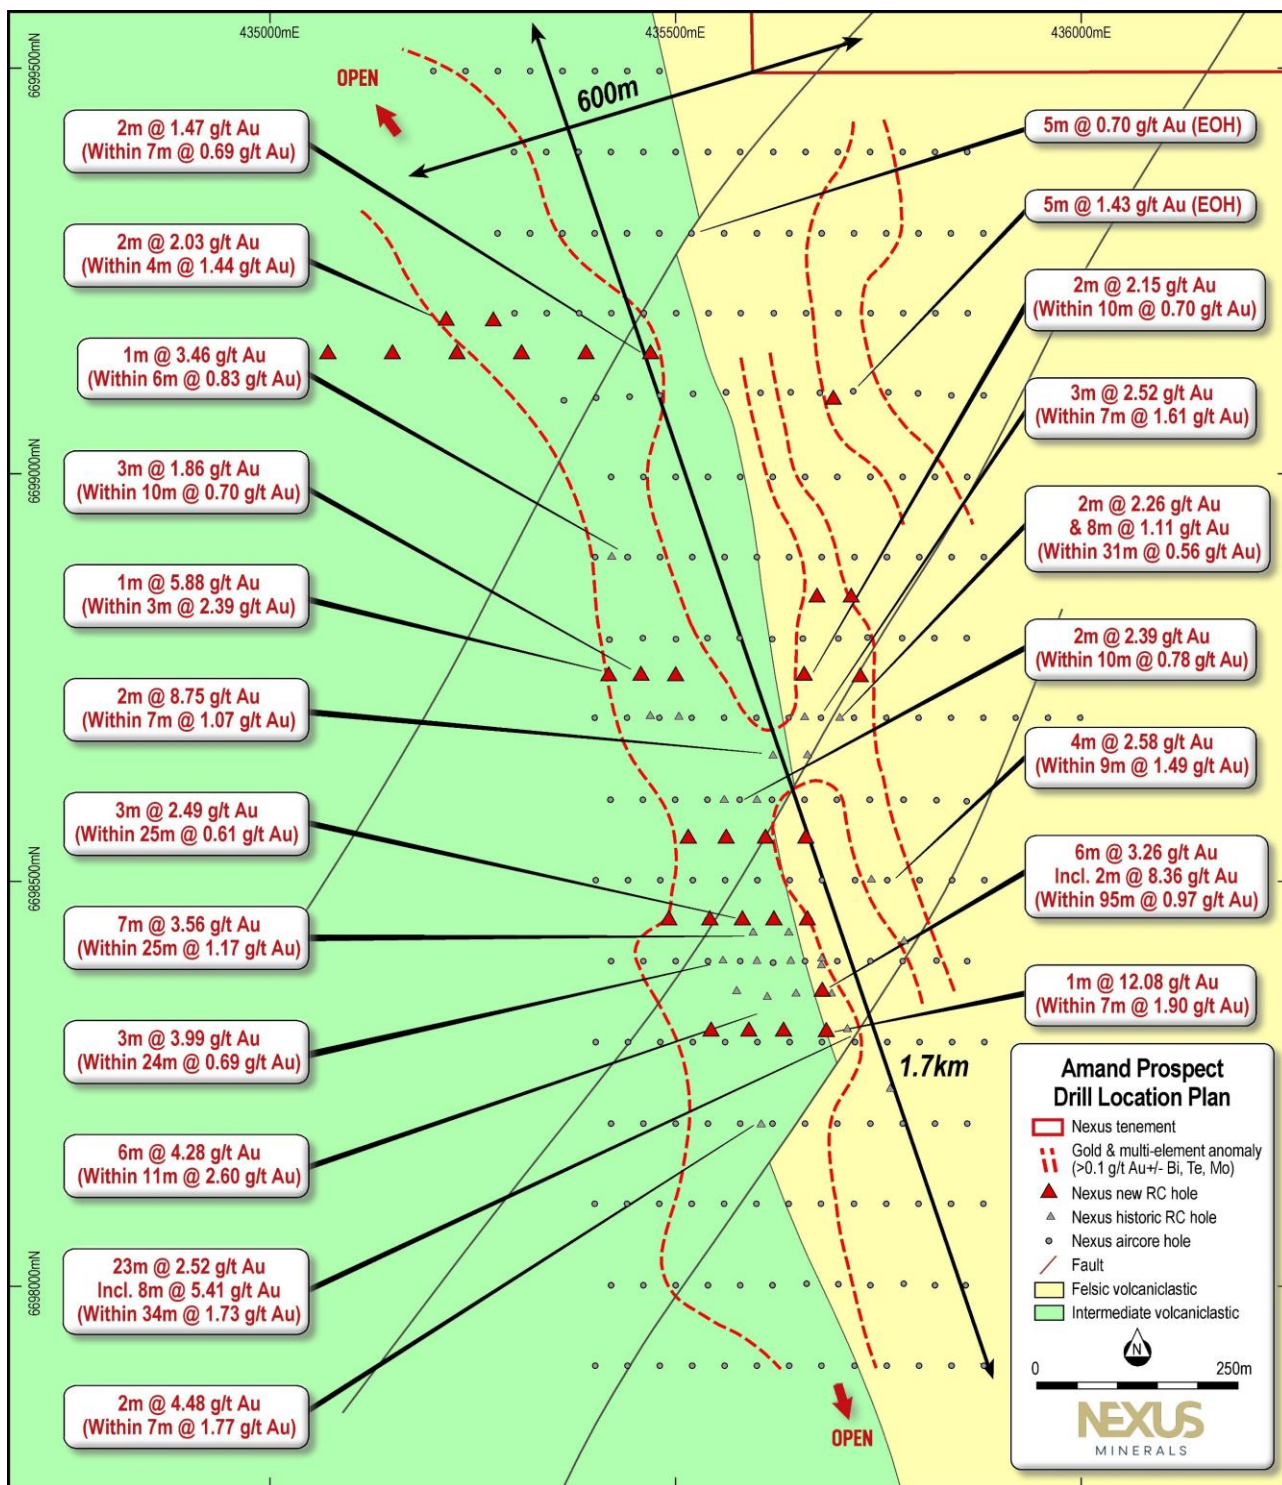 435000mE
435500mE
436000mE
6699500mN
6699000mN
6698500mN
6698000mN
OPEN
600m
2m @ 1.47 g/t Au
(Within 7m @ 0.69 g/t Au)
2m @ 2.03 g/t Au
(Within 4m @ 1.44 g/t Au)
1m @ 3.46 g/t Au
(Within 6m @ 0.83 g/t Au)
3m @ 1.86 g/t Au
(Within 10m @ 0.70 g/t Au)
1m @ 5.88 g/t Au
(Within 3m @ 2.39 g/t Au)
2m @ 8.75 g/t Au
(Within 7m @ 1.07 g/t Au)
3m @ 2.49 g/t Au
(Within 25m @ 0.61 g/t Au)
7m @ 3.56 g/t Au
(Within 25m @ 1.17 g/t Au)
3m @ 3.99 g/t Au
(Within 24m @ 0.69 g/t Au)
6m @ 4.28 g/t Au
(Within 11m @ 2.60 g/t Au)
23m @ 2.52 g/t Au
Incl. 8m @ 5.41 g/t Au
(Within 34m @ 1.73 g/t Au)
2m @ 4.48 g/t Au
(Within 7m @ 1.77 g/t Au)
5m @ 0.70 g/t Au (EOH)
5m @ 1.43 g/t Au (EOH)
2m @ 2.15 g/t Au
(Within 10m @ 0.70 g/t Au)
3m @ 2.52 g/t Au
(Within 7m @ 1.61 g/t Au)
2m @ 2.26 g/t Au
& 8m @ 1.11 g/t Au
(Within 31m @ 0.56 g/t Au)
2m @ 2.39 g/t Au
(Within 10m @ 0.78 g/t Au)
4m @ 2.58 g/t Au
(Within 9m @ 1.49 g/t Au)
6m @ 3.26 g/t Au
Incl. 2m @ 8.36 g/t Au
(Within 95m @ 0.97 g/t Au)
1m @ 12.08 g/t Au
(Within 7m @ 1.90 g/t Au)
1.7km
OPEN
Amand Prospect
Drill Location Plan
Nexus tenement
Gold & multi-element anomaly
(>0.1 g/t Au+/- Bi, Te, Mo)
Nexus new RC hole
Nexus historic RC hole
Nexus aircore hole
Fault
Felsic volcaniclastic
Intermediate volcaniclastic
N
0 250m
NEXUS
MINERALS